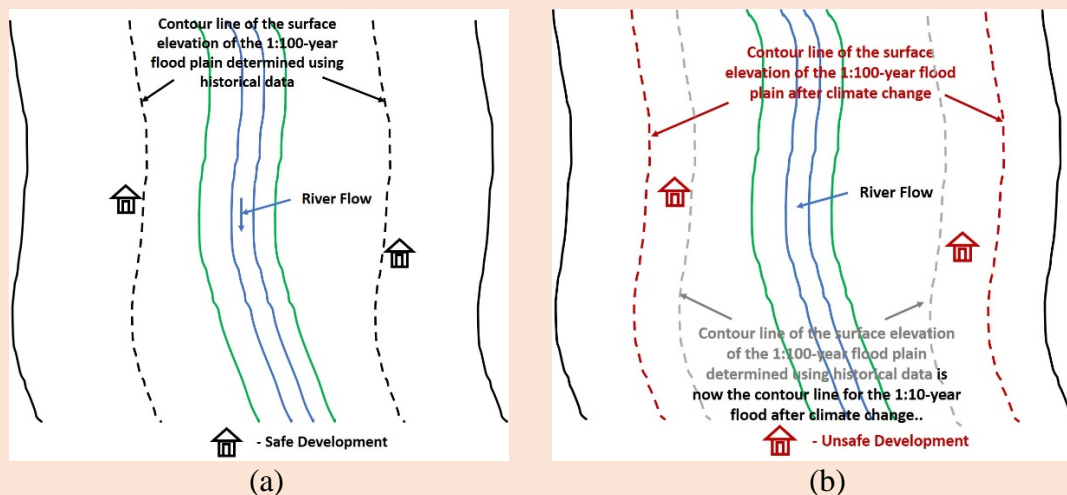 Contour line of the surface
elevation of the 1:100-year
flood plain determined using
historical data
River Flow
- Safe Development
(a)
Contour line of the surface
elevation of the 1:100-year flood
plain after climate change
River Flow
Contour line of the surface elevation
of the 1:100-year flood plain
determined using historical data is
now the contour line for the 1:10-year
flood after climate change..
- Unsafe Development
(b)